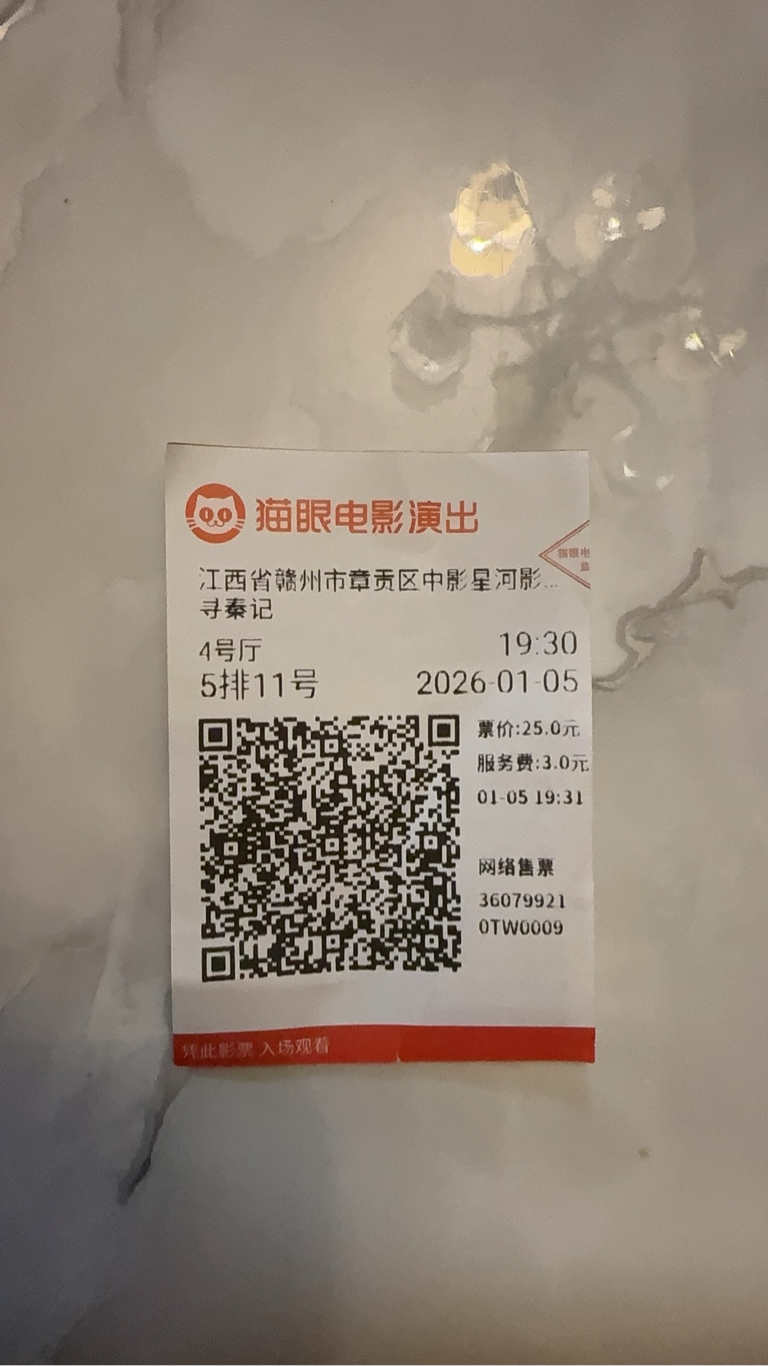 猫眼电影演出
猫眼电
江西省赣州市章贡区中影星河影...
寻秦记
4号厅
19:30
5排11号
2026-01-05
票价:25.0元
服务费:3.0元
01-05 19:31
网络售票
36079921
0TW0009
凭此影票 入场观看